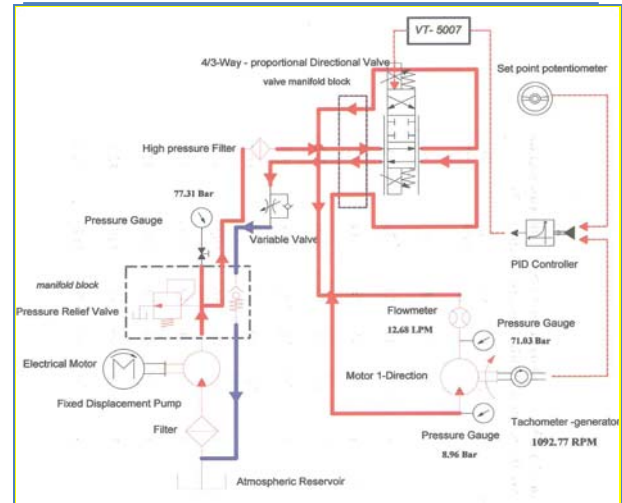 VT- 5007
4/3-Way - proportional Directional Valve
valve manifold block
Set point potentiometer
High pressure Filter
77.31 Bar
Pressure Gauge
Variable Valve
PID Controller
manifold block
Pressure Relief Valve
Flowmeter
12.68 LPM
Pressure Gauge
71.03 Bar
Electrical Motor
M
Motor 1-Direction
Fixed Displacement Pump
Filter
Pressure Gauge
8.96 Bar
Tachometer -generator
1092.77 RPM
Atmospheric Reservoir